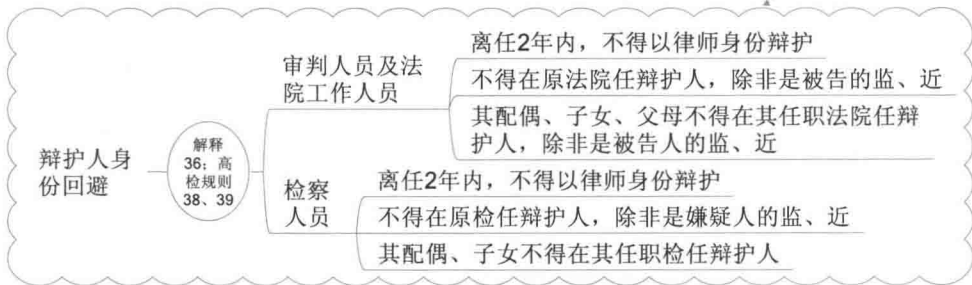 辩护人身
份回避
解释
36；高
检规则
38、39
审判人员及法
院工作人员
离任2年内，不得以律师身份辩护
不得在原法院任辩护人，除非是被告的监、近
其配偶、子女、父母不得在其任职法院任辩
护人，除非是被告人的监、近
检察
人员
离任2年内，不得以律师身份辩护
不得在原检任辩护人，除非是嫌疑人的监、近
其配偶、子女不得在其任职检任辩护人